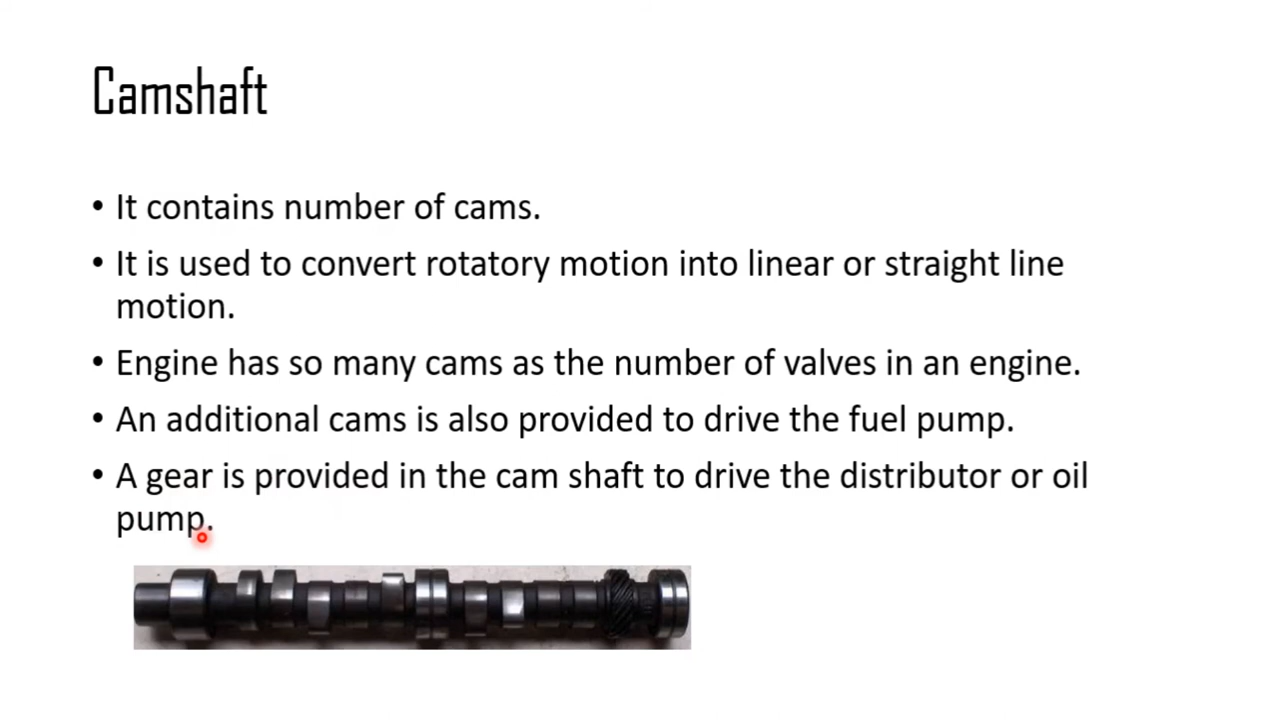 Camshaft
• It contains number of cams.
• It is used to convert rotatory motion into linear or straight line
motion.
• Engine has so many cams as the number of valves in an engine.
• An additional cams is also provided to drive the fuel pump.
• A gear is provided in the cam shaft to drive the distributor or oil
pump.